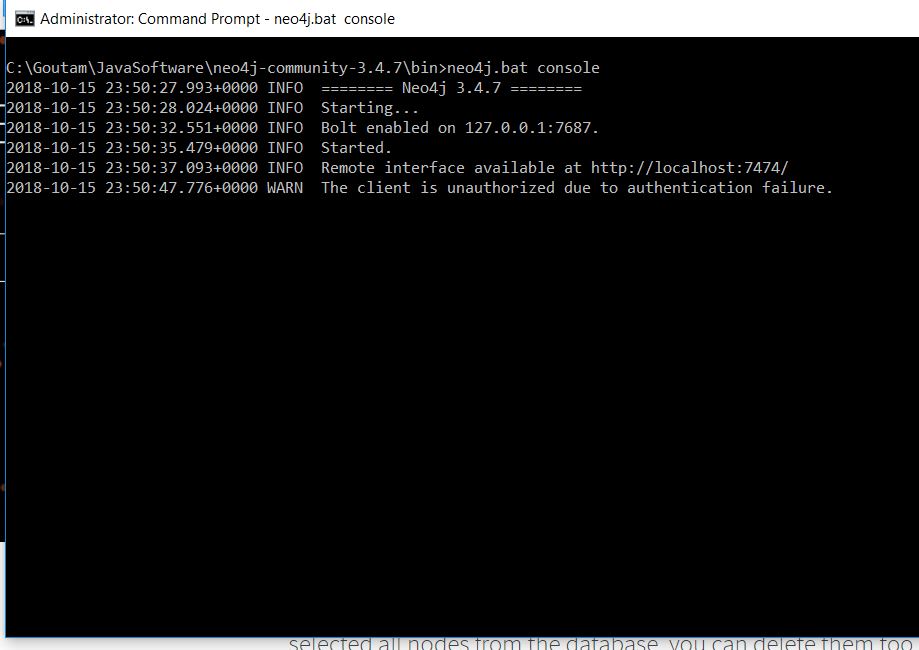 Administrator: Command Prompt - neo4j.bat  console
C:\Goutam\JavaSoftware\neo4j-community-3.4.7\bin>neo4j.bat console
2018-10-15 23:50:27.993+0000 INFO  ======== Neo4j 3.4.7 ========
2018-10-15 23:50:28.024+0000 INFO  Starting...
2018-10-15 23:50:32.551+0000 INFO  Bolt enabled on 127.0.0.1:7687.
2018-10-15 23:50:35.479+0000 INFO  Started.
2018-10-15 23:50:37.093+0000 INFO  Remote interface available at http://localhost:7474/
2018-10-15 23:50:47.776+0000 WARN  The client is unauthorized due to authentication failure.
selected all nodes from the database, you can delete them too